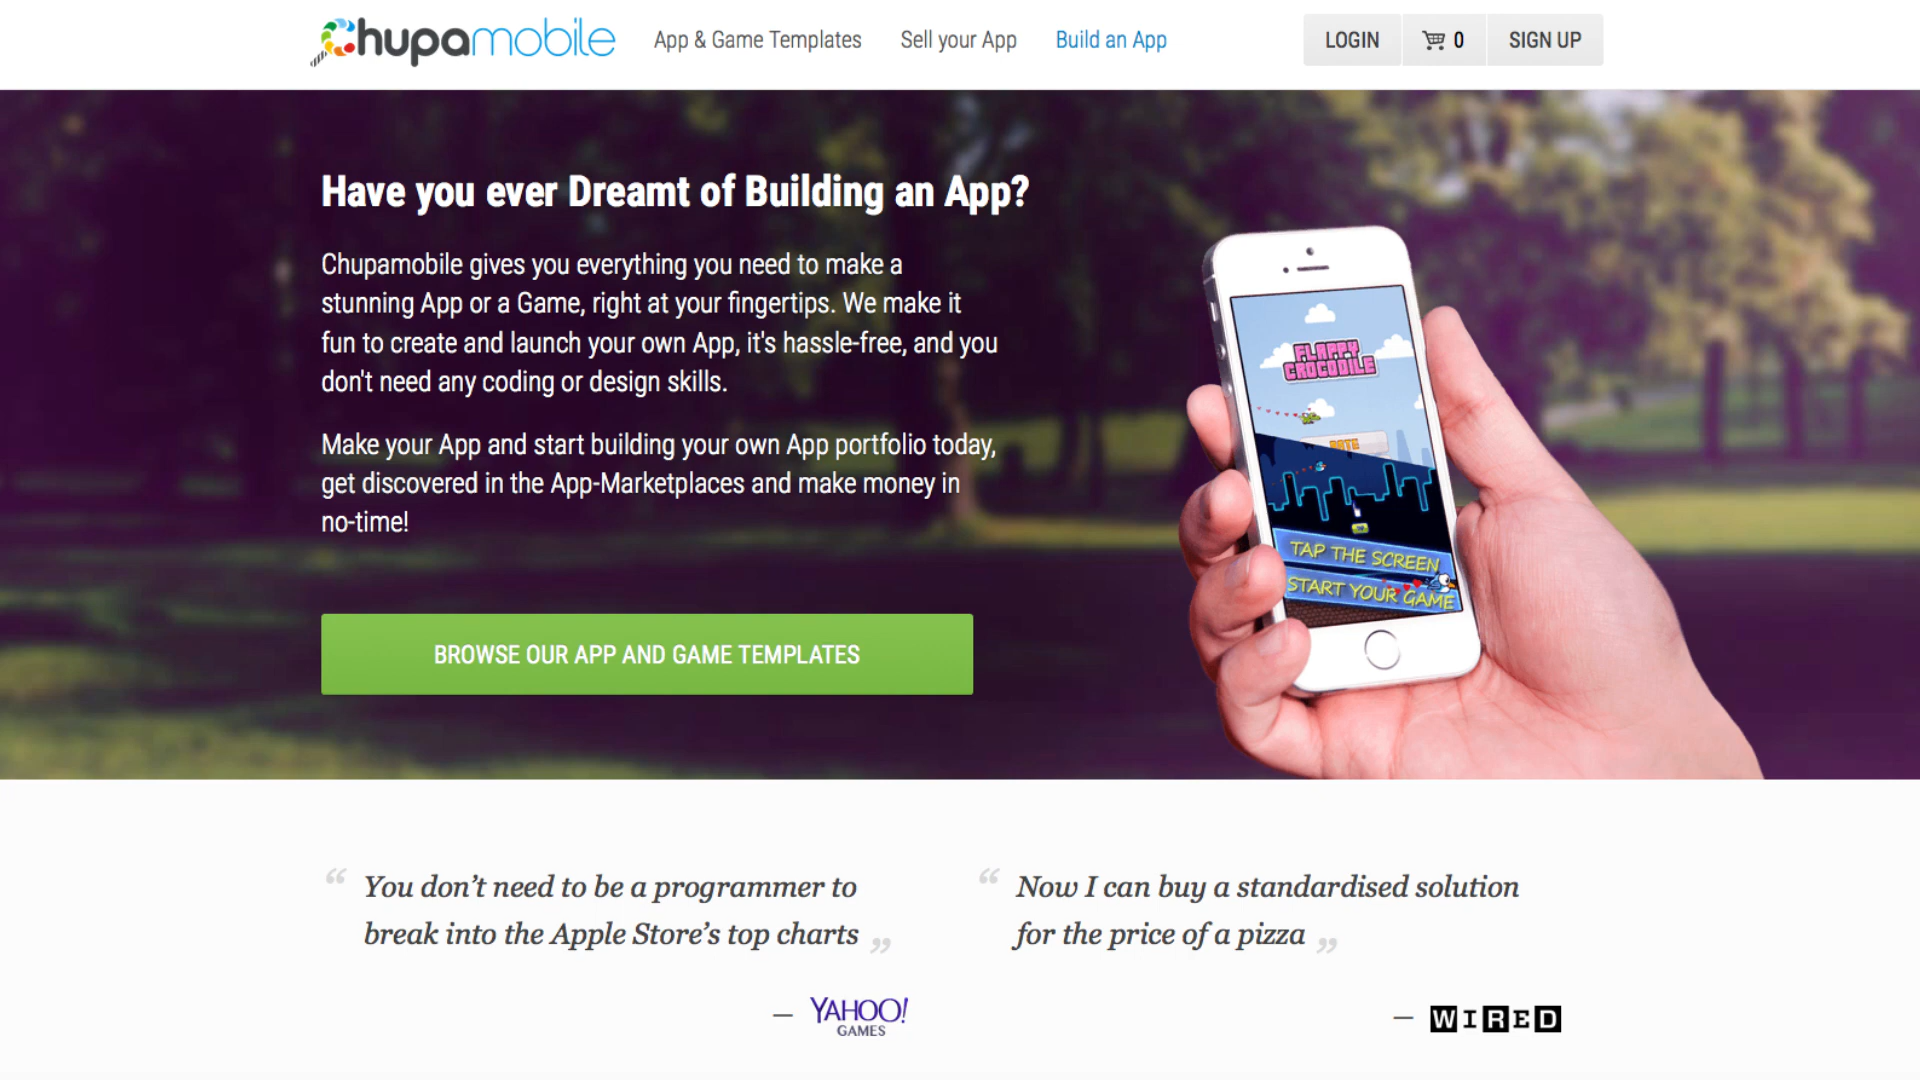 Chupamobile
App & Game Templates
Sell your App
Build an App
LOGIN
0
SIGN UP
Have you ever Dreamt of Building an App?
Chupamobile gives you everything you need to make a
stunning App or a Game, right at your fingertips. We make it
fun to create and launch your own App, it's hassle-free, and you
don't need any coding or design skills.
Make your App and start building your own App portfolio today,
get discovered in the App-Marketplaces and make money in
no-time!
BROWSE OUR APP AND GAME TEMPLATES
FLAPPY
CROCODILE
RATE
TAP THE SCREEN
START YOUR GAME
“ You don’t need to be a programmer to
break into the Apple Store’s top charts ”
— YAHOO!
GAMES
“ Now I can buy a standardised solution
for the price of a pizza ”
— WIRED